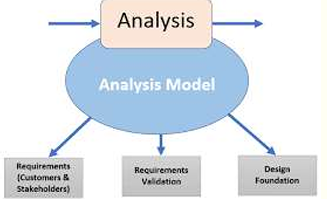 Analysis
Analysis Model
Requirements
(Customers &
Stakeholders)
Requirements
Validation
Design
Foundation